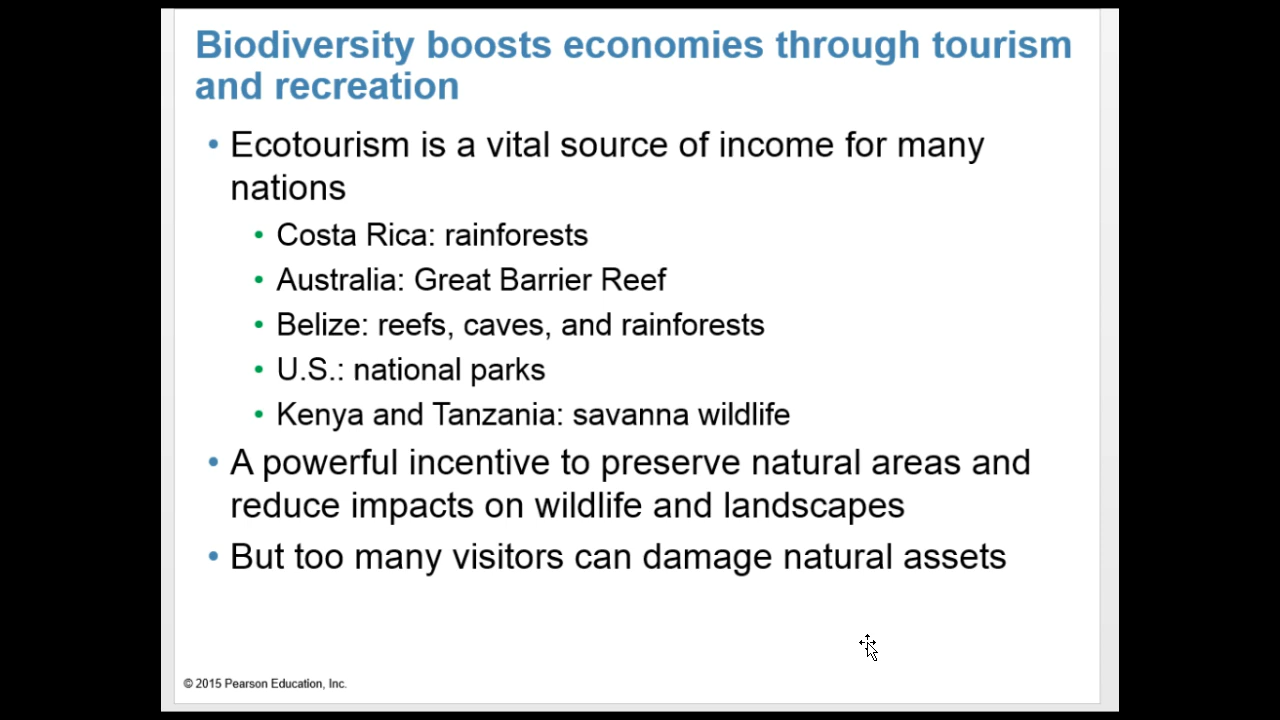 Biodiversity boosts economies through tourism
and recreation
• Ecotourism is a vital source of income for many
nations
• Costa Rica: rainforests
• Australia: Great Barrier Reef
• Belize: reefs, caves, and rainforests
• U.S.: national parks
• Kenya and Tanzania: savanna wildlife
• A powerful incentive to preserve natural areas and
reduce impacts on wildlife and landscapes
• But too many visitors can damage natural assets
© 2015 Pearson Education, Inc.